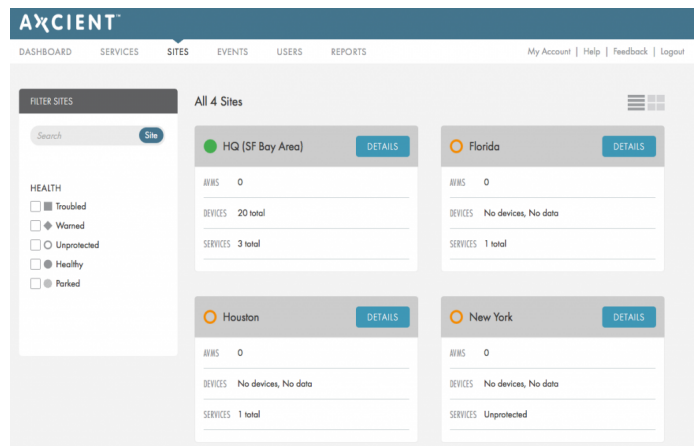 AXCIENT™
DASHBOARD SERVICES SITES EVENTS USERS REPORTS My Account | Help | Feedback | Logout
FILTER SITES
Search Site
HEALTH
Troubled
Warned
Unprotected
Healthy
Parked
All 4 Sites
HQ (SF Bay Area) DETAILS
AVMS 0
DEVICES 20 total
SERVICES 3 total
Florida DETAILS
AVMS 0
DEVICES No devices, No data
SERVICES 1 total
Houston DETAILS
AVMS 0
DEVICES No devices, No data
SERVICES 1 total
New York DETAILS
AVMS 0
DEVICES No devices, No data
SERVICES Unprotected